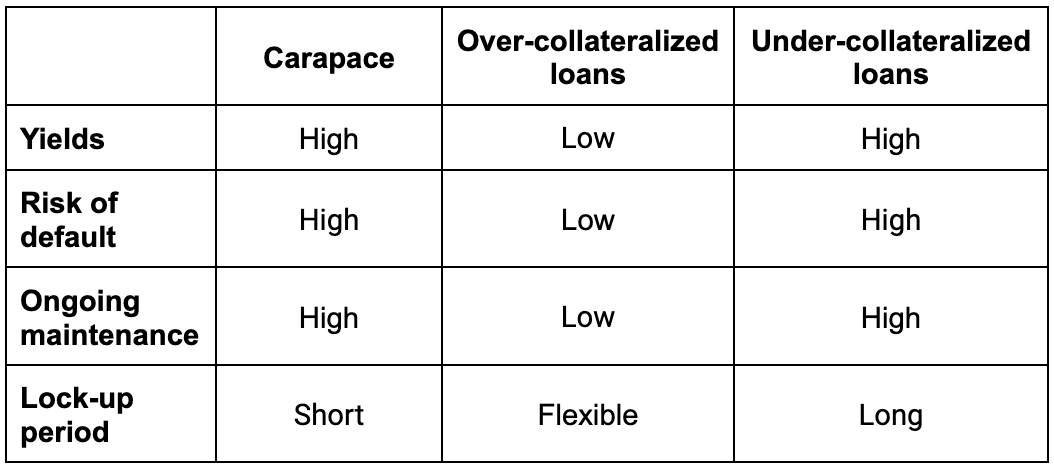 Carapace
Over-collateralized
loans
Under-collateralized
loans
Yields
High
Low
High
Risk of
default
High
Low
High
Ongoing
maintenance
High
Low
High
Lock-up
period
Short
Flexible
Long